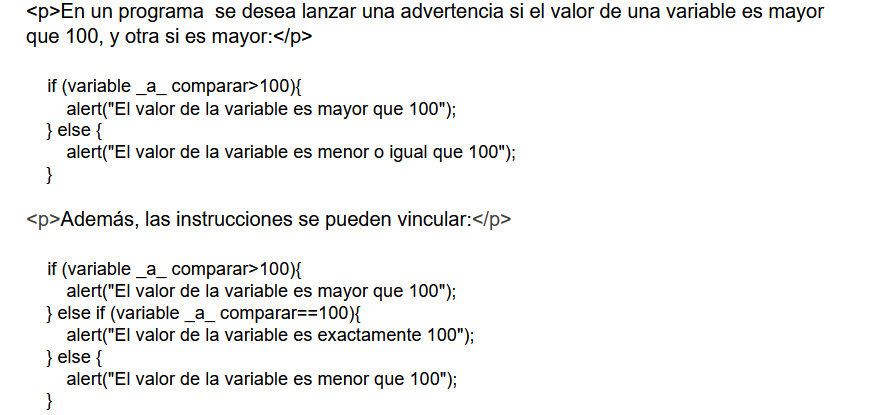 <p>En un programa  se desea lanzar una advertencia si el valor de una variable es mayor
que 100, y otra si es mayor:</p>
if (variable _a_ comparar>100){
alert("El valor de la variable es mayor que 100");
} else {
alert("El valor de la variable es menor o igual que 100");
}
<p>Además, las instrucciones se pueden vincular:</p>
if (variable _a_ comparar>100){
alert("El valor de la variable es mayor que 100");
} else if (variable _a_ comparar==100){
alert("El valor de la variable es exactamente 100");
} else {
alert("El valor de la variable es menor que 100");
}